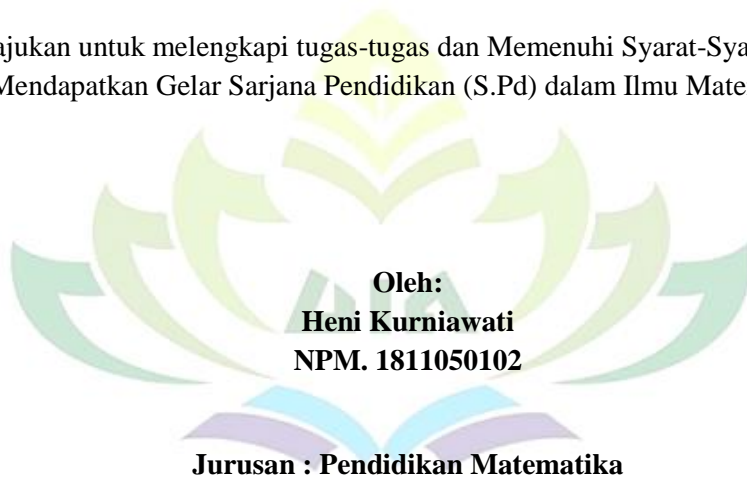 ajukan untuk melengkapi tugas-tugas dan Memenuhi Syarat-Sya
Mendapatkan Gelar Sarjana Pendidikan (S.Pd) dalam Ilmu Mate
Oleh:
Heni Kurniawati
NPM. 1811050102
Jurusan : Pendidikan Matematika